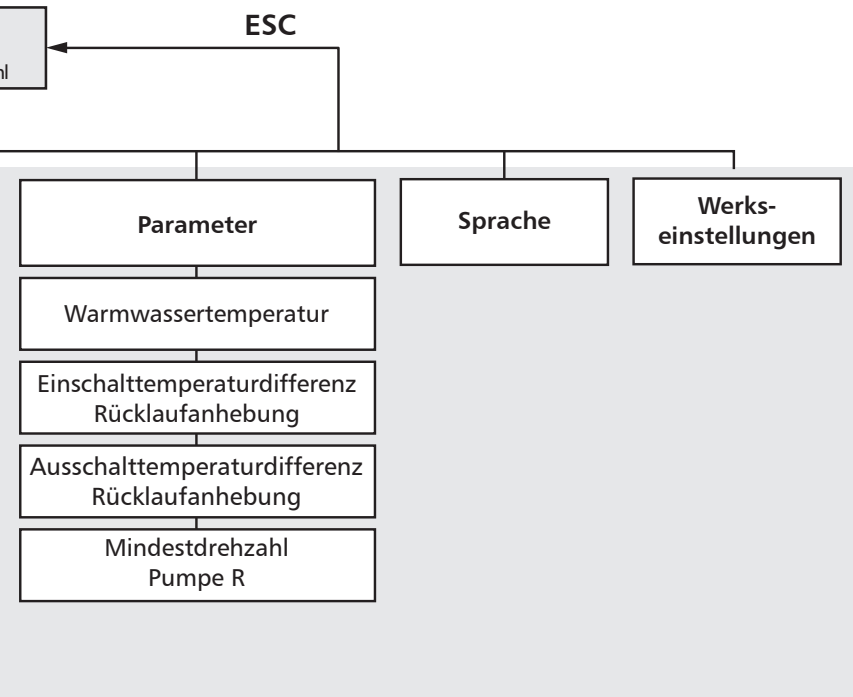 ESC
Parameter
Sprache
Werks-
einstellungen
Warmwassertemperatur
Einschalttemperaturdifferenz
Rücklaufanhebung
Ausschalttemperaturdifferenz
Rücklaufanhebung
Mindestdrehzahl
Pumpe R